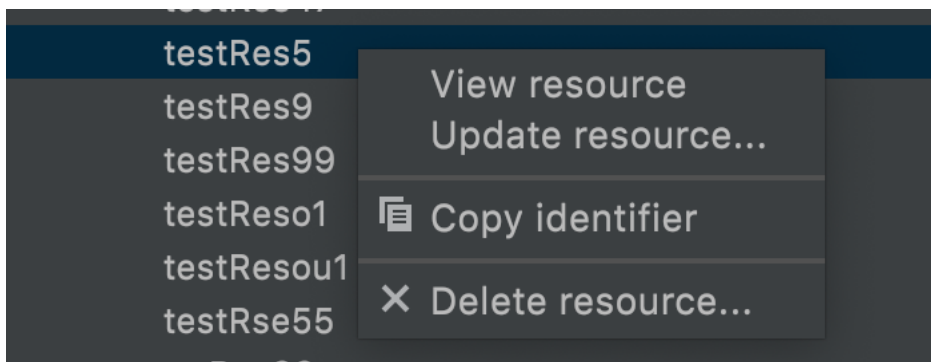 testRes5
testRes9
testRes99
testReso1
testResou1
testRse55
View resource
Update resource...
Copy identifier
Delete resource...